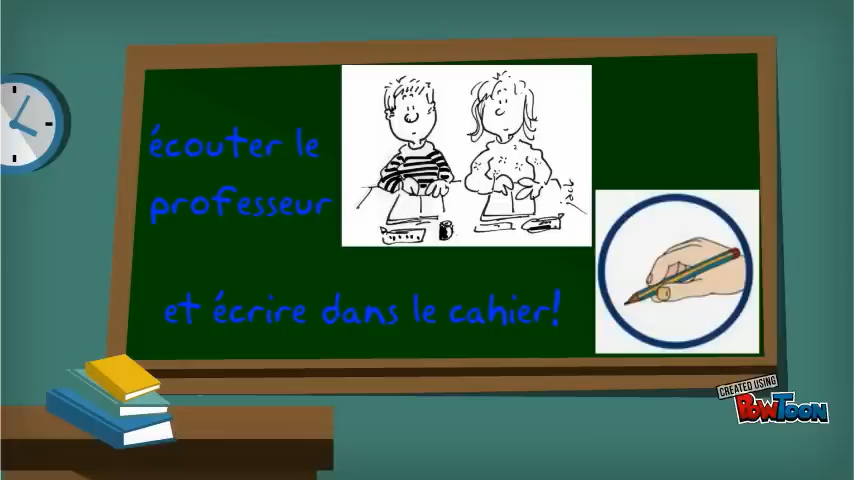 écouter le
professeur
et écrire dans le cahier!
CREATED USING
POWTOON